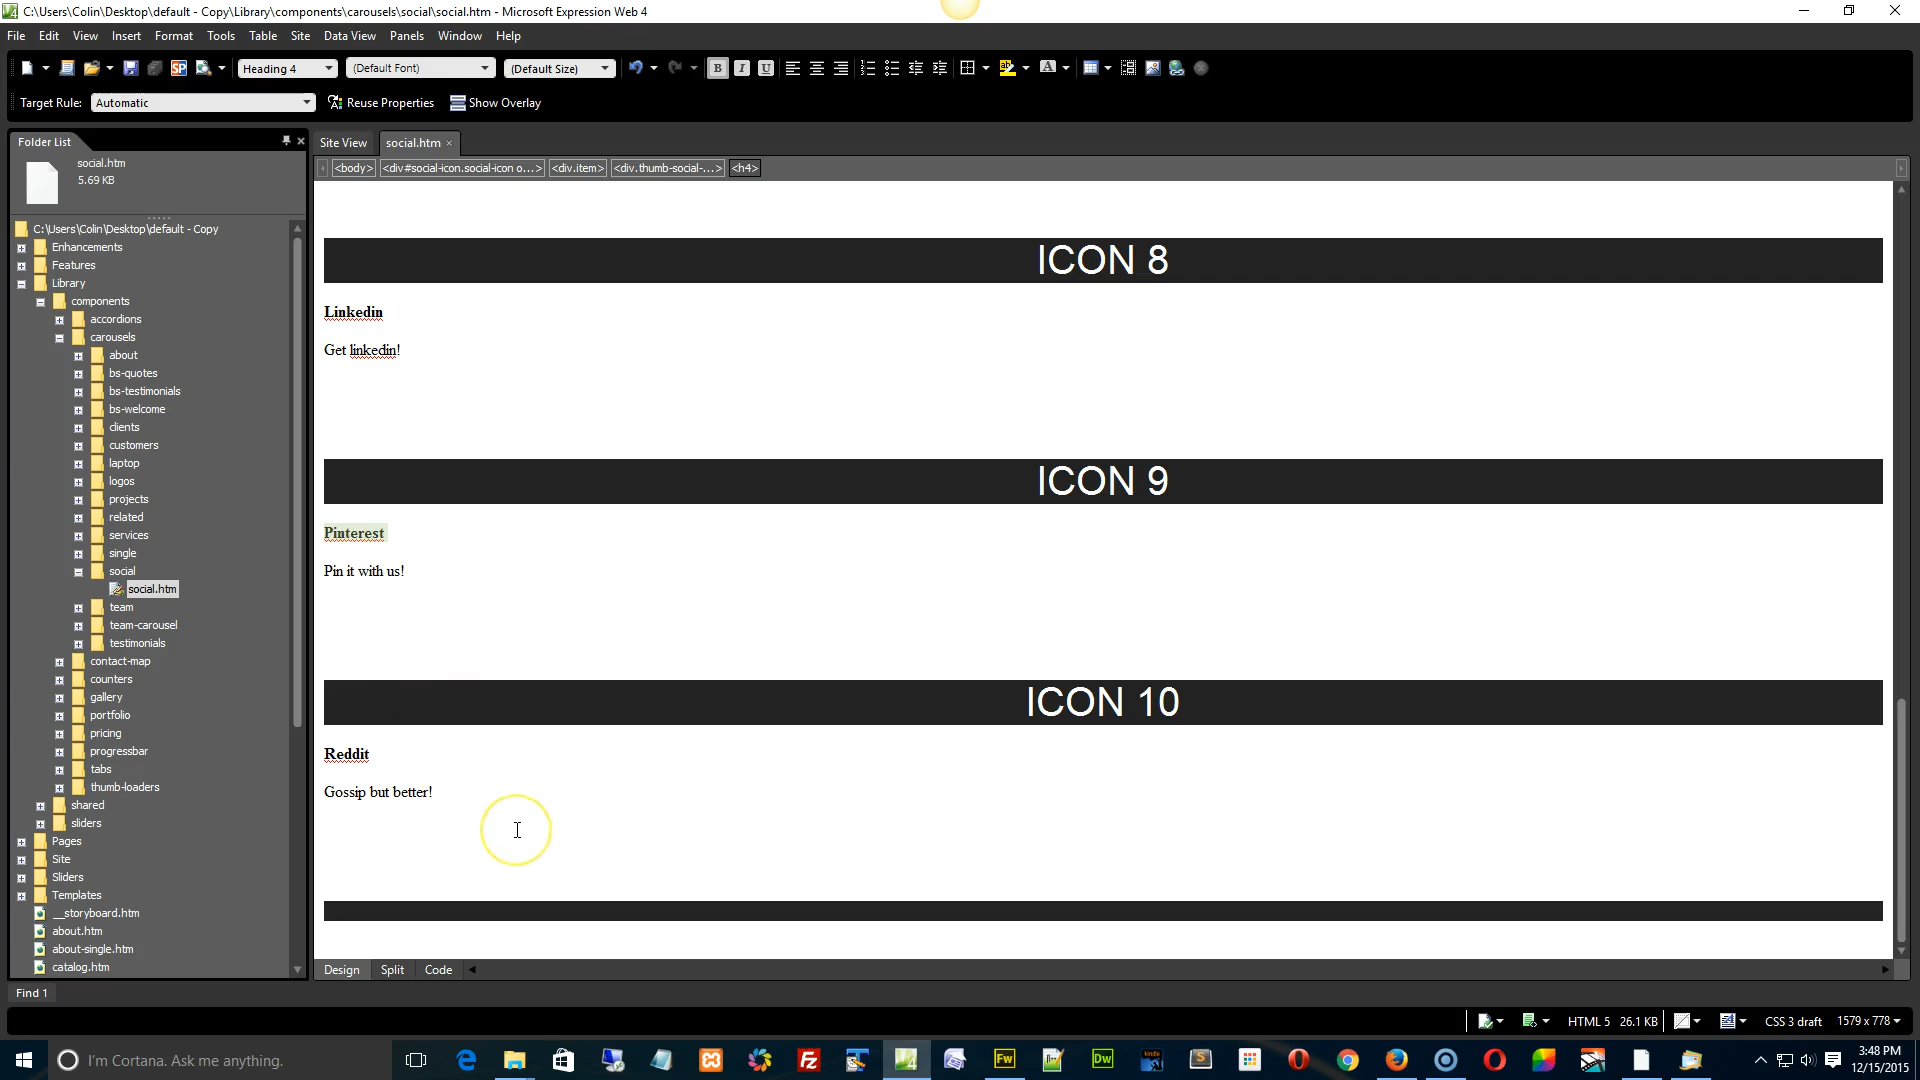 C:\Users\Colin\Desktop\default - Copy\Library\components\carousels\social\social.htm - Microsoft Expression Web 4
File Edit View Insert Format Tools Table Site Data View Panels Window Help
SP Heading 4 (Default Font) (Default Size) B I U ab A
Target Rule: Automatic Reuse Properties Show Overlay
Folder List
Site View social.htm
social.htm
5.69 KB
<body> <div#social-icon.social-icon o...> <div.item> <div.thumb-social-...> <h4>
C:\Users\Colin\Desktop\default - Copy
Enhancements
Features
Library
components
accordions
carousels
about
bs-quotes
bs-testimonials
bs-welcome
clients
customers
laptop
logos
projects
related
services
single
social
social.htm
team
team-carousel
testimonials
contact-map
counters
gallery
portfolio
pricing
progressbar
tabs
thumb-loaders
shared
sliders
Pages
Site
Sliders
Templates
__storyboard.htm
about.htm
about-single.htm
catalog.htm
ICON 8
Linkedin
Get linkedin!
ICON 9
Pinterest
Pin it with us!
ICON 10
Reddit
Gossip but better!
Design Split Code
Find 1
HTML 5 26.1 KB CSS 3 draft 1579 x 778
I'm Cortana. Ask me anything.
Fw Dw kindle S
3:48 PM
12/15/2015